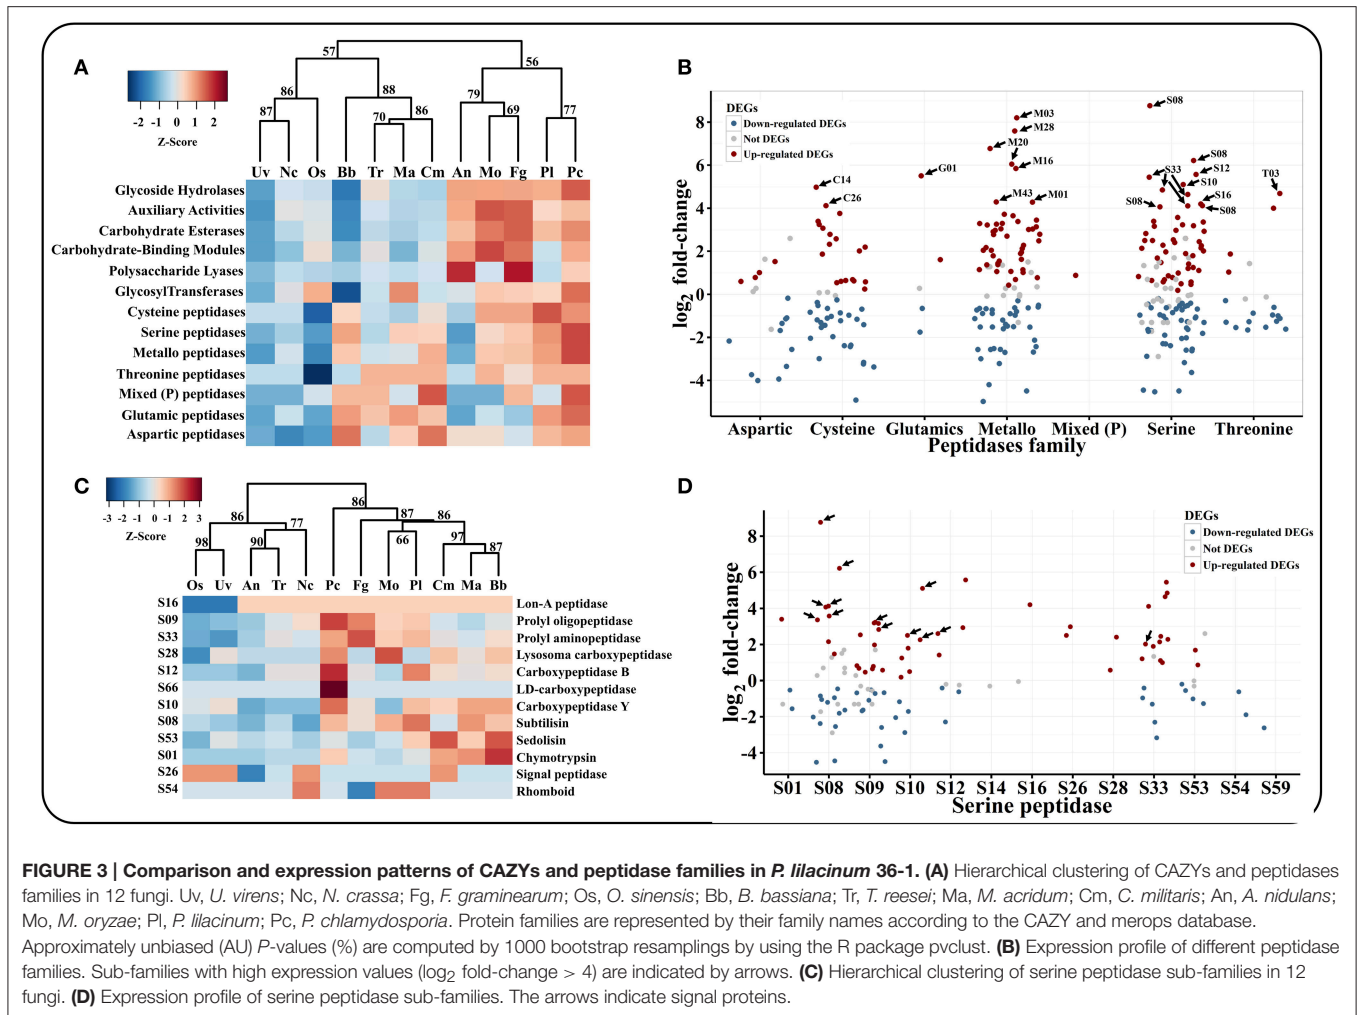 A
-2 -1 0 1 2
Z-Score
57
56
86
88
79
77
87
70
86
69
Uv Nc Os Bb Tr Ma Cm An Mo Fg Pl Pc
Glycoside Hydrolases
Auxiliary Activities
Carbohydrate Esterases
Carbohydrate-Binding Modules
Polysaccharide Lyases
GlycosylTransferases
Cysteine peptidases
Serine peptidases
Metallo peptidases
Threonine peptidases
Mixed (P) peptidases
Glutamic peptidases
Aspartic peptidases
B
DEGs
Down-regulated DEGs
Not DEGs
Up-regulated DEGs
log2 fold-change
8
6
4
2
0
-2
-4
C14
C26
G01
M03
M28
M20
M16
M43
M01
S08
S08
S33
S12
S10
S16
S08
S08
T03
Aspartic Cysteine Glutamics Metallo Mixed (P) Serine Threonine
Peptidases family
C
-3 -2 -1 0 1 2 3
Z-Score
86
86
98
77
90
87
86
66
97
87
Os Uv An Tr Nc Pc Fg Mo Pl Cm Ma Bb
S16 Lon-A peptidase
S09 Prolyl oligopeptidase
S33 Prolyl aminopeptidase
S28 Lysosoma carboxypeptidase
S12 Carboxypeptidase B
S66 LD-carboxypeptidase
S10 Carboxypeptidase Y
S08 Subtilisin
S53 Sedolisin
S01 Chymotrypsin
S26 Signal peptidase
S54 Rhomboid
D
DEGs
Down-regulated DEGs
Not DEGs
Up-regulated DEGs
log2 fold-change
8
6
4
2
0
-2
-4
S01 S08 S09 S10 S12 S14 S16 S26 S28 S33 S53 S54 S59
Serine peptidase
FIGURE 3 | Comparison and expression patterns of CAZYs and peptidase families in P. lilacinum 36-1. (A) Hierarchical clustering of CAZYs and peptidases
families in 12 fungi. Uv, U. virens; Nc, N. crassa; Fg, F. graminearum; Os, O. sinensis; Bb, B. bassiana; Tr, T. reesei; Ma, M. acridum; Cm, C. militaris; An, A. nidulans;
Mo, M. oryzae; Pl, P. lilacinum; Pc, P. chlamydosporia. Protein families are represented by their family names according to the CAZY and merops database.
Approximately unbiased (AU) P-values (%) are computed by 1000 bootstrap resamplings by using the R package pvclust. (B) Expression profile of different peptidase
families. Sub-families with high expression values (log2 fold-change > 4) are indicated by arrows. (C) Hierarchical clustering of serine peptidase sub-families in 12
fungi. (D) Expression profile of serine peptidase sub-families. The arrows indicate signal proteins.